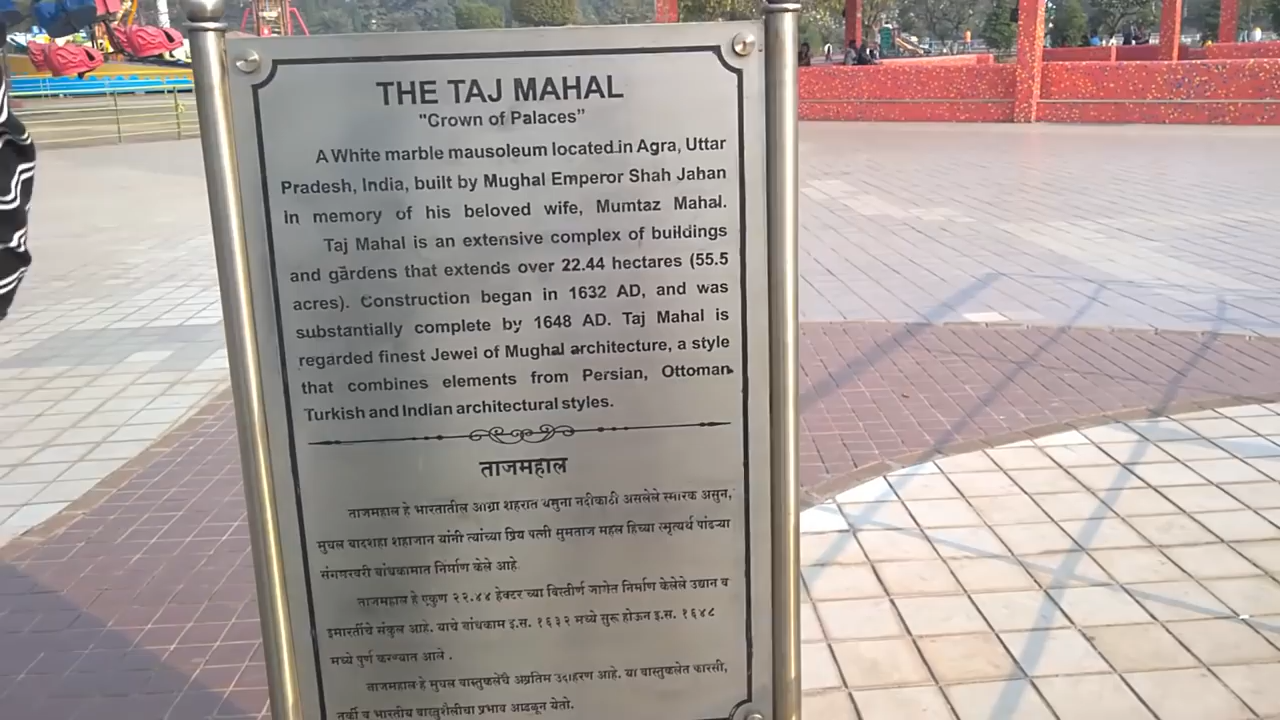 THE TAJ MAHAL
"Crown of Palaces"
A White marble mausoleum located in Agra, Uttar
Pradesh, India, built by Mughal Emperor Shah Jahan
in memory of his beloved wife, Mumtaz Mahal.
Taj Mahal is an extensive complex of buildings
and gardens that extends over 22.44 hectares (55.5
acres). Construction began in 1632 AD, and was
substantially complete by 1648 AD. Taj Mahal is
regarded finest Jewel of Mughal architecture, a style
that combines elements from Persian, Ottoman
Turkish and Indian architectural styles.
ताजमहाल
ताजमहाल हे भारतातील आग्रा शहरात यमुना नदीकाठी असलेले स्मारक असुन,
मुघल बादशहा शहाजान यांनी त्यांच्या प्रिय पत्नी मुमताज महल हिच्या स्मृत्यर्थ पांढऱ्या
संगमरवरी बांधकामात निर्माण केले आहे.
ताजमहाल हे एकुण २२.४४ हेक्टर च्या विस्तीर्ण जागेत निर्माण केलेले उद्यान व
इमारतींचे संकुल आहे. याचे बांधकाम इ.स. १६३२ मध्ये सुरू होऊन इ.स. १६४८
मध्ये पुर्ण करण्यात आले .
ताजमहाल हे मुघल वास्तुकलेचे अप्रतिम उदाहरण आहे. या वास्तुकलेत फारसी,
तुर्की व भारतीय वास्तुशैलीचा प्रभाव आढळून येतो.